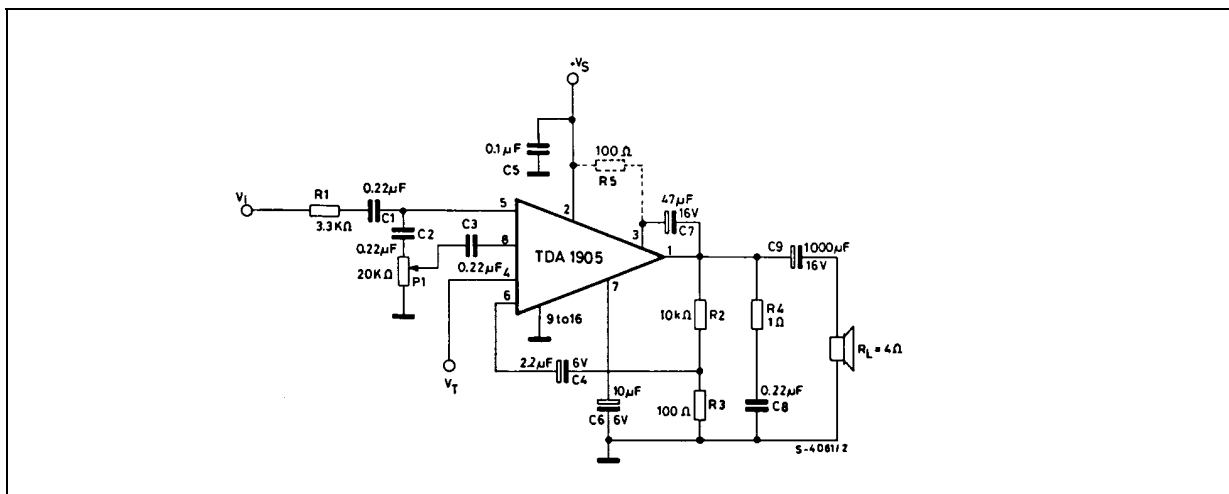 +VS
0.1µF
C5
100 Ω
R5
47µF
16V
C7
VI
R1
3.3KΩ
0.22µF
C1
C2
0.22µF
20KΩ
P1
C3
0.22µF
5
8
4
6
2
3
1
7
TDA 1905
9 to 16
VT
2.2µF
6V
C4
10µF
C6
6V
10kΩ
R2
100 Ω
R3
R4
1Ω
0.22µF
C8
C9
1000µF
16V
RL = 4Ω
S-4061/2